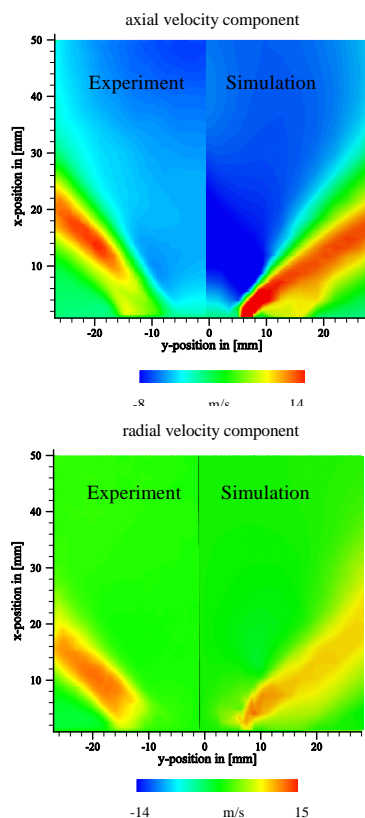 axial velocity component
50
Experiment Simulation
40
30
x-position in [mm]
20
10
-20 -10 0 10 20
y-position in [mm]
-8 m/s 14
radial velocity component
50
Experiment Simulation
40
30
x-position in [mm]
20
10
-20 -10 0 10 20
y-position in [mm]
-14 m/s 15